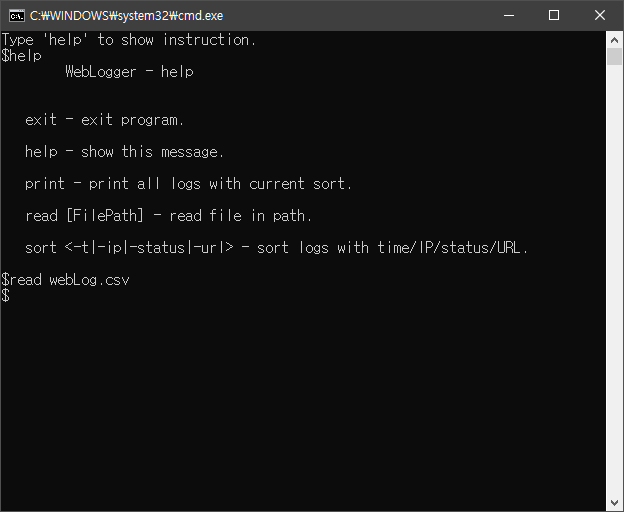 C:₩WINDOWS₩system32₩cmd.exe
Type 'help' to show instruction.
$help
WebLogger - help
exit - exit program.
help - show this message.
print - print all logs with current sort.
read [FilePath] - read file in path.
sort <-t|-ip|-status|-url> - sort logs with time/IP/status/URL.
$read webLog.csv
$